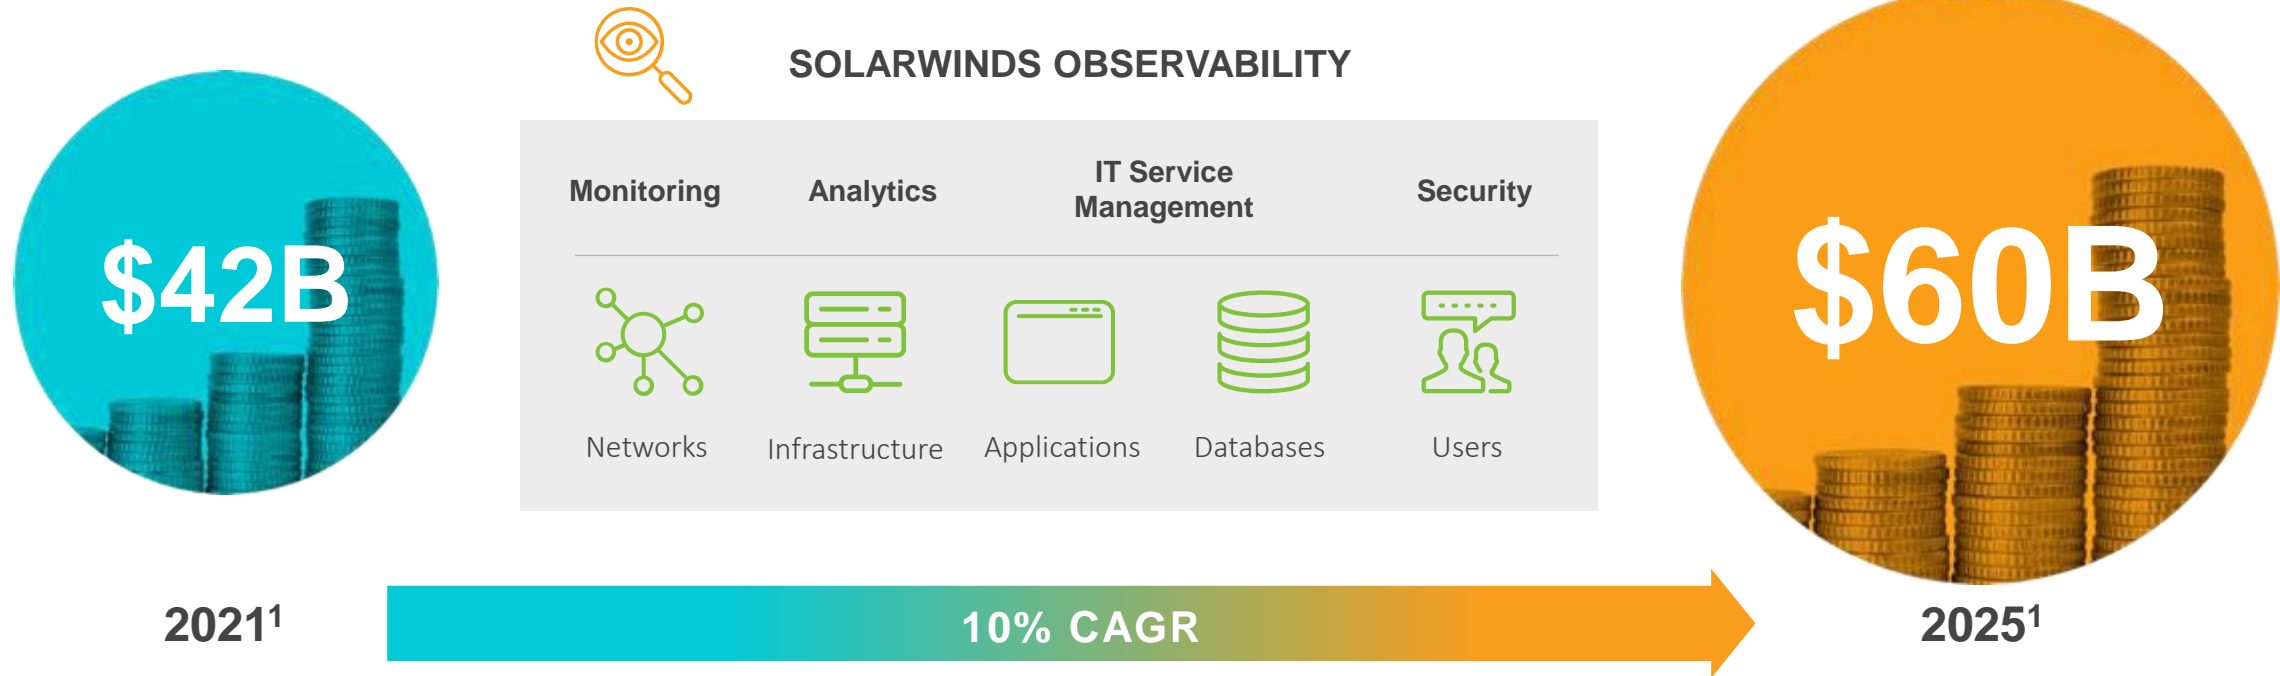 SOLARWINDS OBSERVABILITY
$42B
Monitoring
Analytics
IT Service
Management
Security
Networks
Infrastructure
Applications
Databases
Users
$60B
2021¹
10% CAGR
2025¹